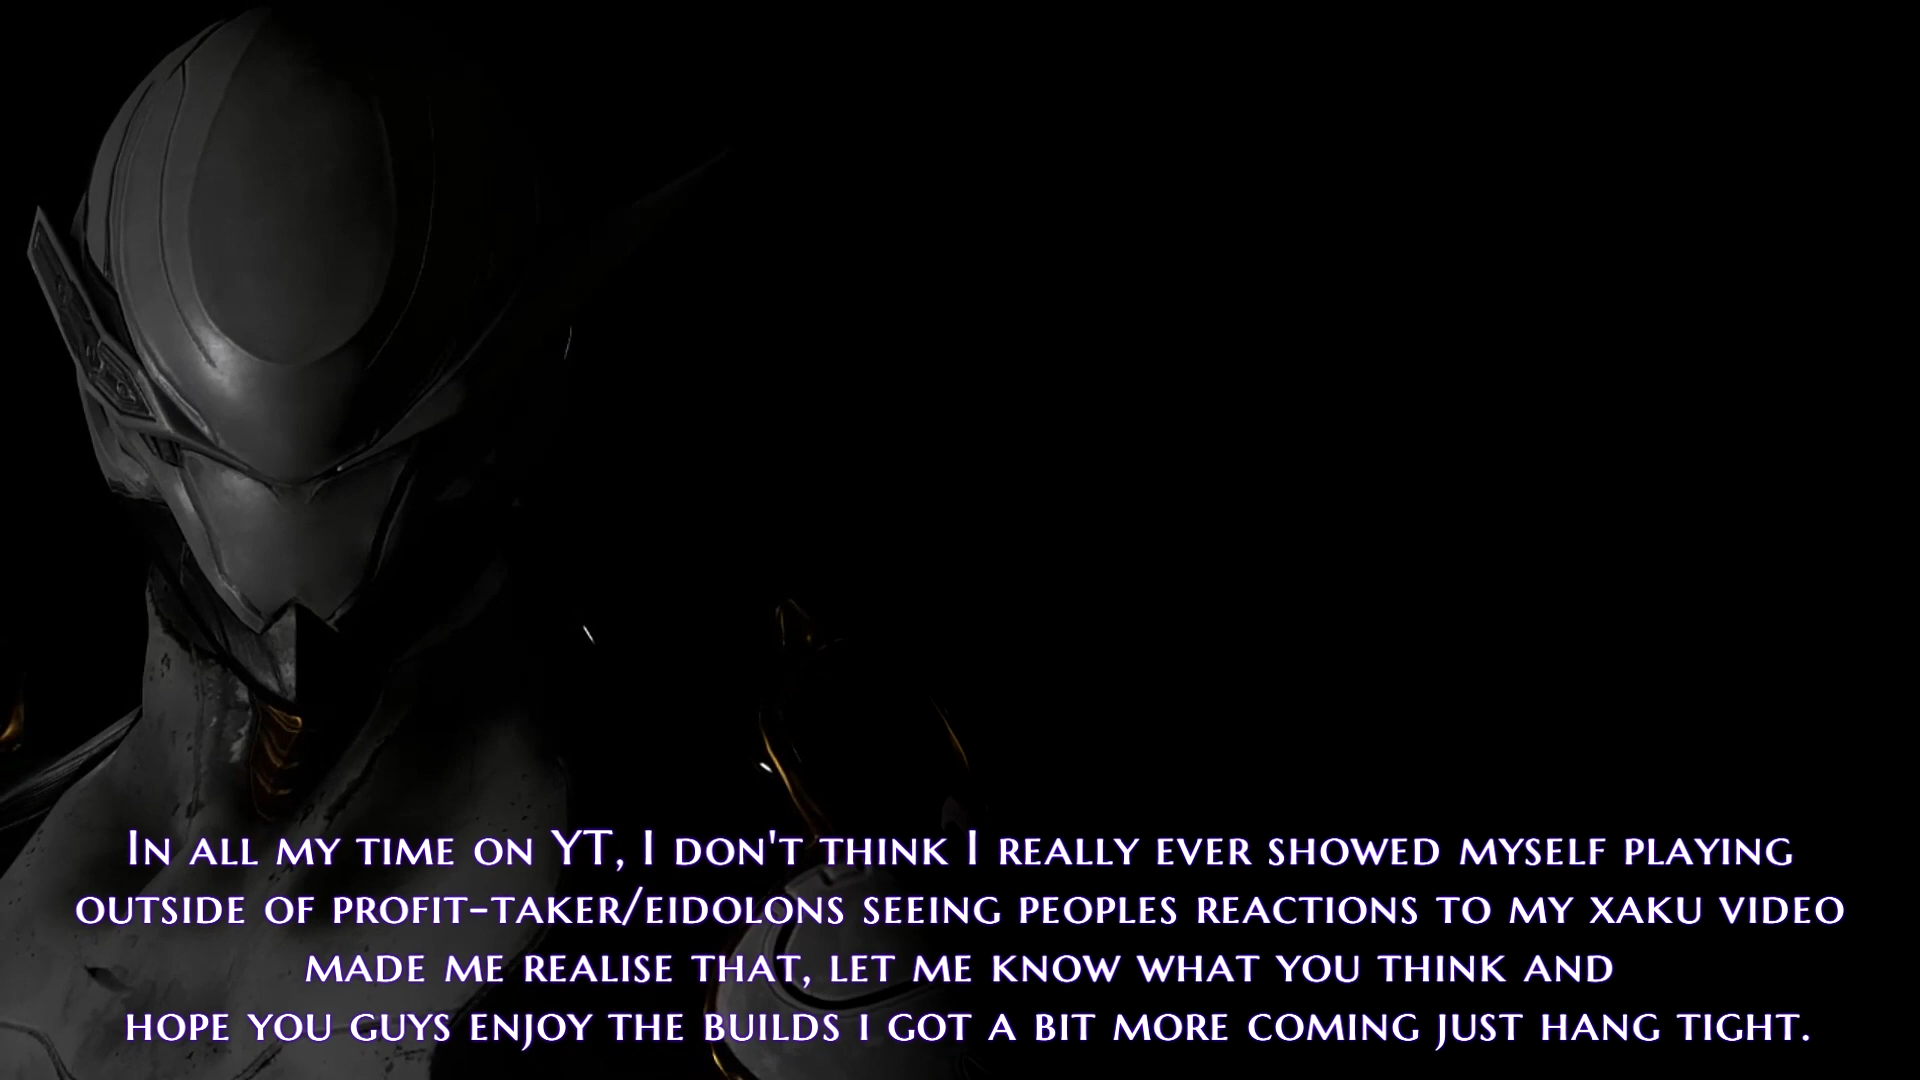 In all my time on YT, I don't think I really ever showed myself playing
outside of profit-taker/eidolons seeing peoples reactions to my xaku video
made me realise that, let me know what you think and
hope you guys enjoy the builds i got a bit more coming just hang tight.